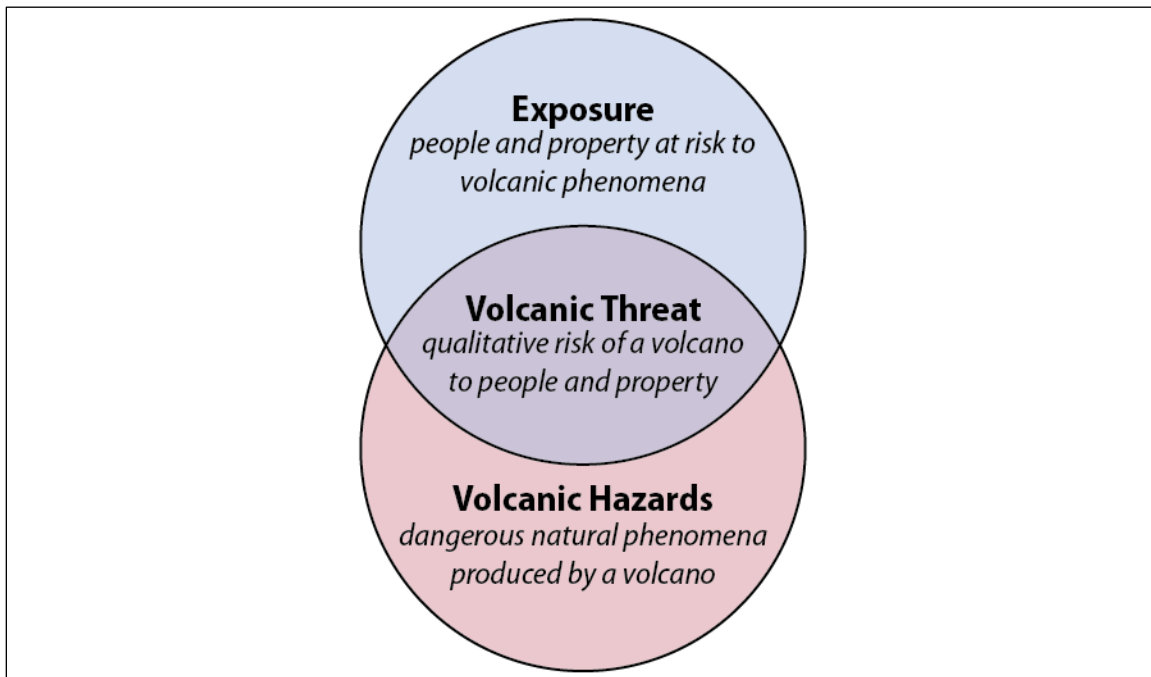 Exposure
people and property at risk to
volcanic phenomena
Volcanic Threat
qualitative risk of a volcano
to people and property
Volcanic Hazards
dangerous natural phenomena
produced by a volcano